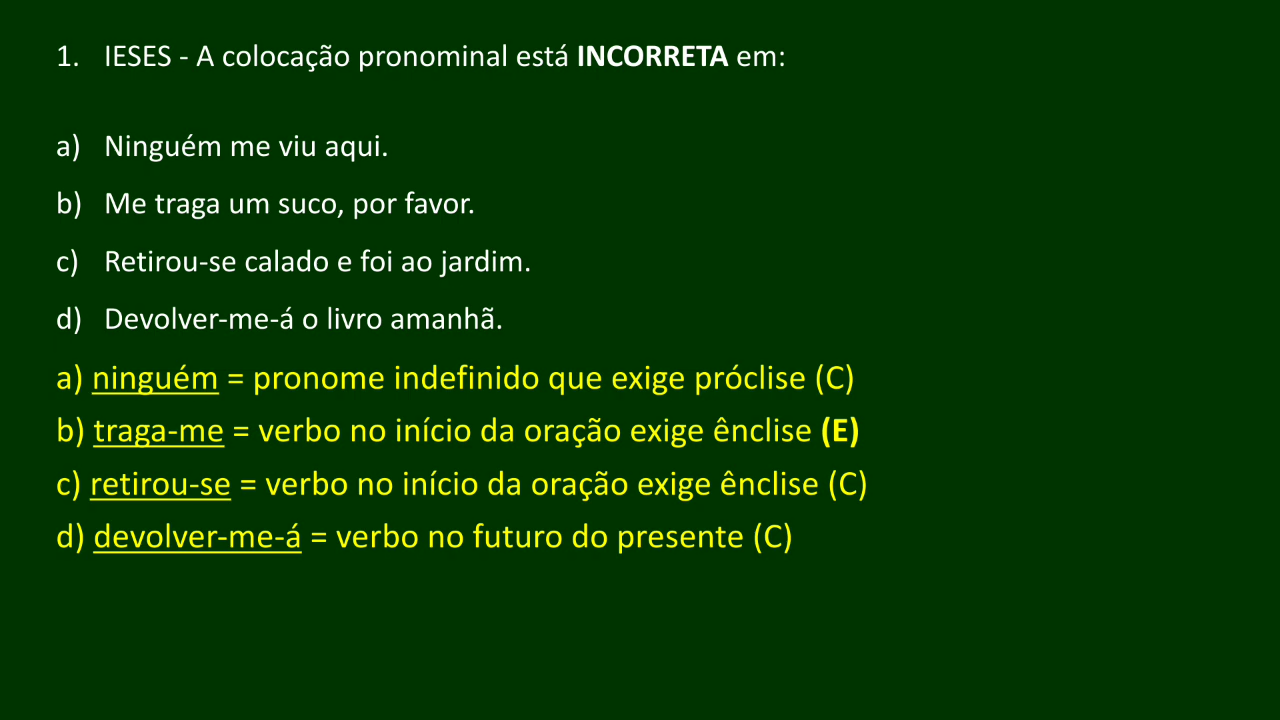 1. IESES - A colocação pronominal está INCORRETA em:
a) Ninguém me viu aqui.
b) Me traga um suco, por favor.
c) Retirou-se calado e foi ao jardim.
d) Devolver-me-á o livro amanhã.
a) ninguém = pronome indefinido que exige próclise (C)
b) traga-me = verbo no início da oração exige ênclise (E)
c) retirou-se = verbo no início da oração exige ênclise (C)
d) devolver-me-á = verbo no futuro do presente (C)